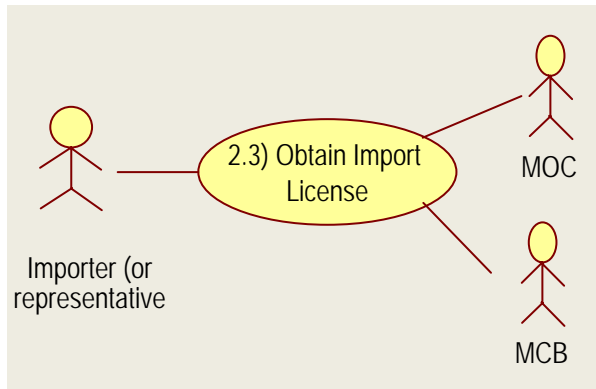 2.3) Obtain Import
License
MOC
Importer (or
representative
MCB